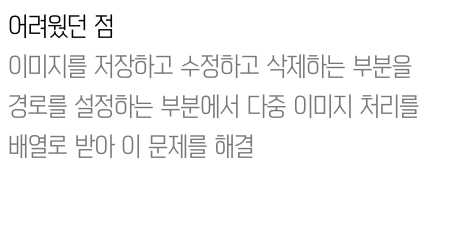 어려웠던 점
이미지를 저장하고 수정하고 삭제하는 부분을
경로를 설정하는 부분에서 다중 이미지 처리를
배열로 받아 이 문제를 해결